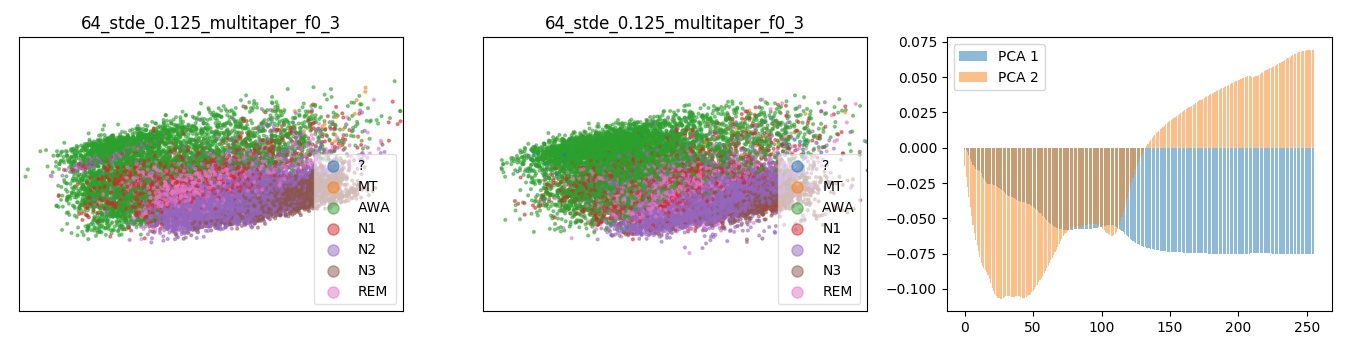 64_stde_0.125_multitaper_f0_3
?
MT
AWA
N1
N2
N3
REM
64_stde_0.125_multitaper_f0_3
?
MT
AWA
N1
N2
N3
REM
PCA 1
PCA 2
0.075
0.050
0.025
0.000
−0.025
−0.050
−0.075
−0.100
0 50 100 150 200 250